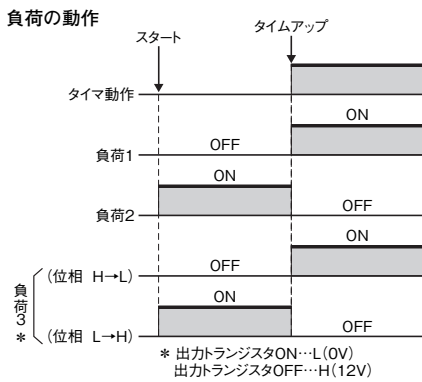 負荷の動作
スタート
タイムアップ
タイマ動作
ON
負荷1
OFF
ON
負荷2
OFF
ON
(位相 H→L)
OFF
負荷3*
ON
(位相 L→H)
OFF
* 出力トランジスタON…L(0V)
出力トランジスタOFF…H(12V)